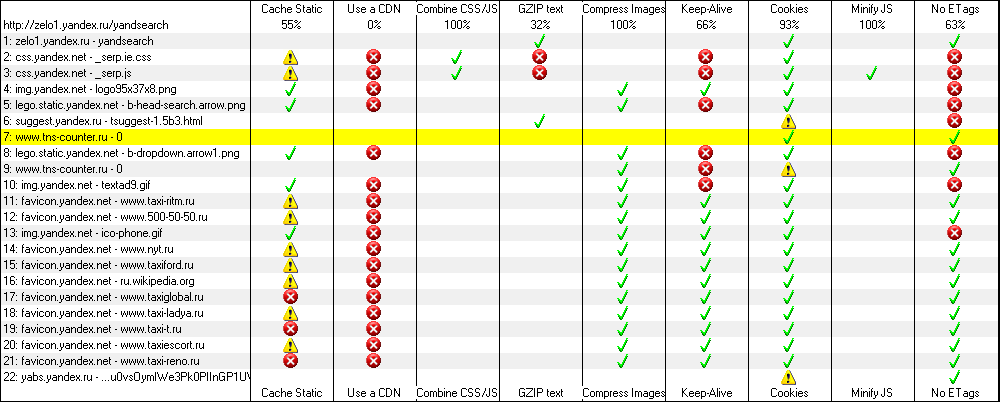 Cache Static Use a CDN Combine CSS/JS GZIP text Compress Images Keep-Alive Cookies Minify JS No ETags
http://zelo1.yandex.ru/yandsearch 55% 0% 100% 32% 100% 66% 93% 100% 63%
1: zelo1.yandex.ru - yandsearch
2: css.yandex.net - _serp.ie.css
3: css.yandex.net - _serp.js
4: img.yandex.net - logo95x37x8.png
5: lego.static.yandex.net - b-head-search.arrow.png
6: suggest.yandex.ru - tsuggest-1.5b3.html
7: www.tns-counter.ru - 0
8: lego.static.yandex.net - b-dropdown.arrow1.png
9: www.tns-counter.ru - 0
10: img.yandex.net - textad9.gif
11: favicon.yandex.net - www.taxi-ritm.ru
12: favicon.yandex.net - www.500-50-50.ru
13: img.yandex.net - ico-phone.gif
14: favicon.yandex.net - www.nyt.ru
15: favicon.yandex.net - www.taxiford.ru
16: favicon.yandex.net - ru.wikipedia.org
17: favicon.yandex.net - www.taxiglobal.ru
18: favicon.yandex.net - www.taxi-ladya.ru
19: favicon.yandex.net - www.taxi-t.ru
20: favicon.yandex.net - www.taxiescort.ru
21: favicon.yandex.net - www.taxi-reno.ru
22: yabs.yandex.ru -
Cache Static Use a CDN Combine CSS/JS GZIP text Compress Images Keep-Alive Cookies Minify JS No ETags